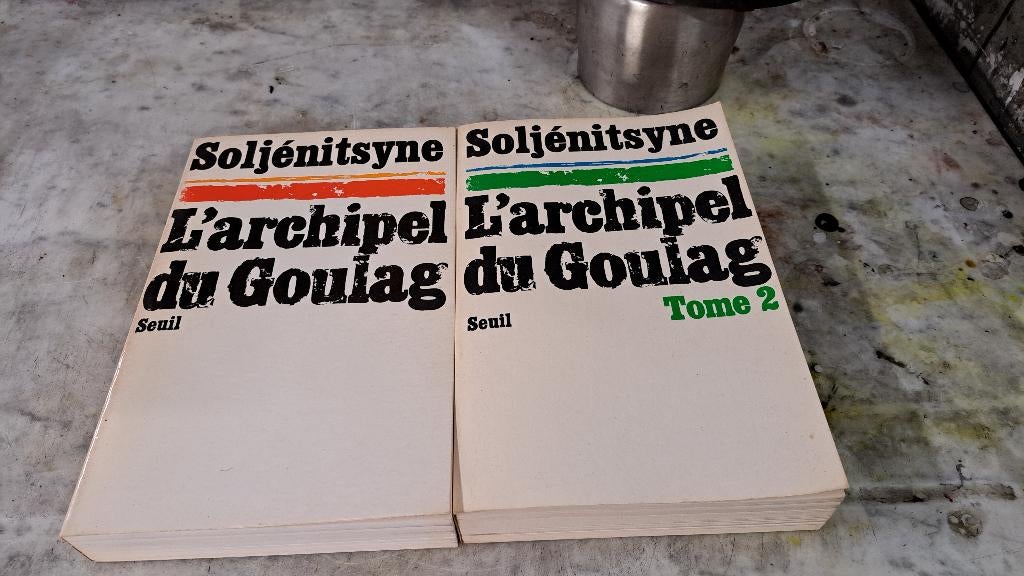 Soljénitsyne
L'archipel
du Goulag
Seuil
Soljénitsyne
L'archipel
du Goulag
Tome 2
Seuil